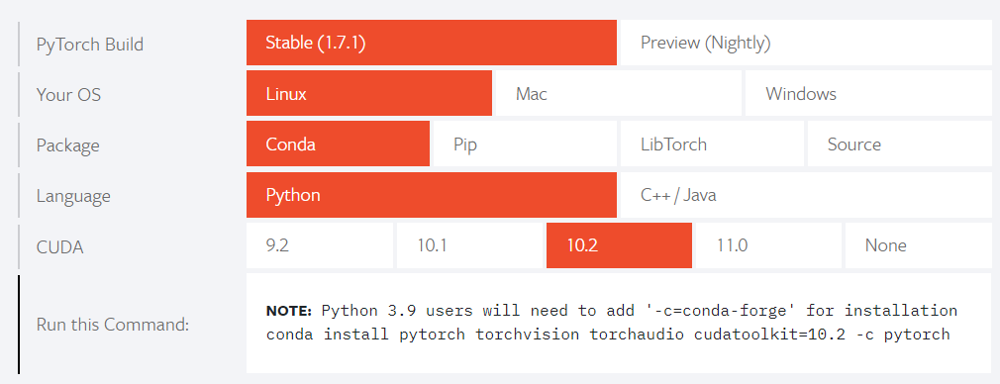 PyTorch Build Stable (1.7.1) Preview (Nightly)
Your OS Linux Mac Windows
Package Conda Pip LibTorch Source
Language Python C++ / Java
CUDA 9.2 10.1 10.2 11.0 None
Run this Command:
NOTE: Python 3.9 users will need to add '-c=conda-forge' for installation
conda install pytorch torchvision torchaudio cudatoolkit=10.2 -c pytorch